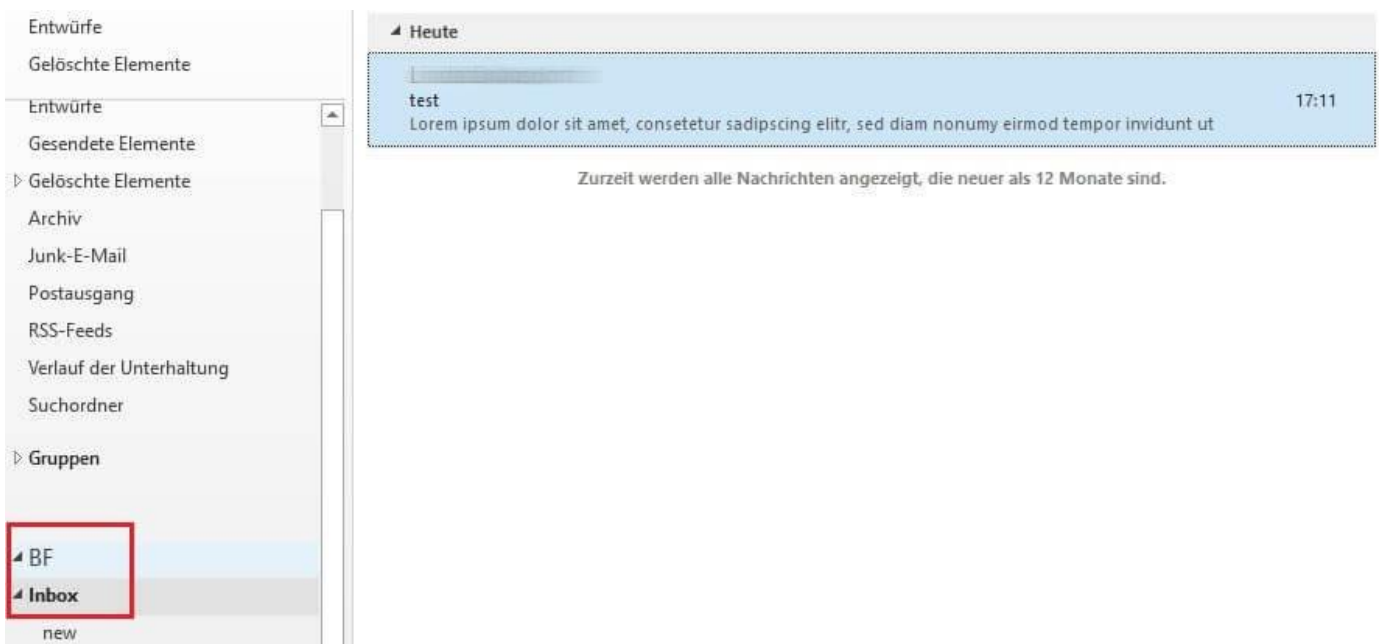 Entwürfe
Gelöschte Elemente
Entwürfe
Gesendete Elemente
Gelöschte Elemente
Archiv
Junk-E-Mail
Postausgang
RSS-Feeds
Verlauf der Unterhaltung
Suchordner
Gruppen
BF
Inbox
new
Heute
test 17:11
Lorem ipsum dolor sit amet, consetetur sadipscing elitr, sed diam nonumy eirmod tempor invidunt ut
Zurzeit werden alle Nachrichten angezeigt, die neuer als 12 Monate sind.